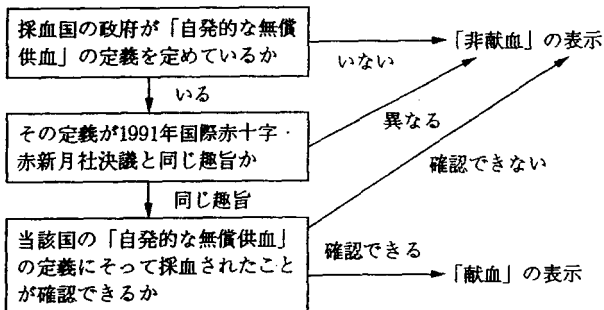 採血国の政府が「自発的な無償
供血」の定義を定めているか
いない
「非献血」の表示
いる
異なる
その定義が1991年国際赤十字・
赤新月社決議と同じ趣旨か
確認できない
同じ趣旨
当該国の「自発的な無償供血」
の定義にそって採血されたこと
が確認できるか
確認できる
「献血」の表示